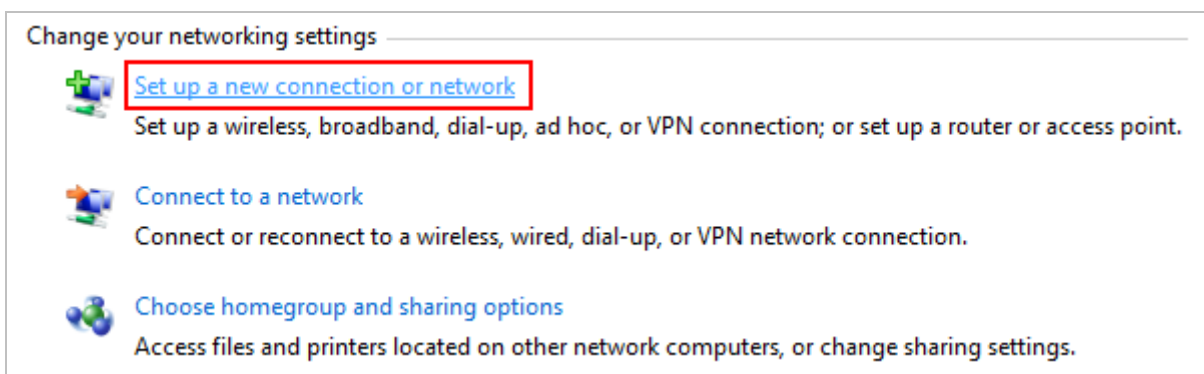 Change your networking settings
Set up a new connection or network
Set up a wireless, broadband, dial-up, ad hoc, or VPN connection; or set up a router or access point.
Connect to a network
Connect or reconnect to a wireless, wired, dial-up, or VPN network connection.
Choose homegroup and sharing options
Access files and printers located on other network computers, or change sharing settings.